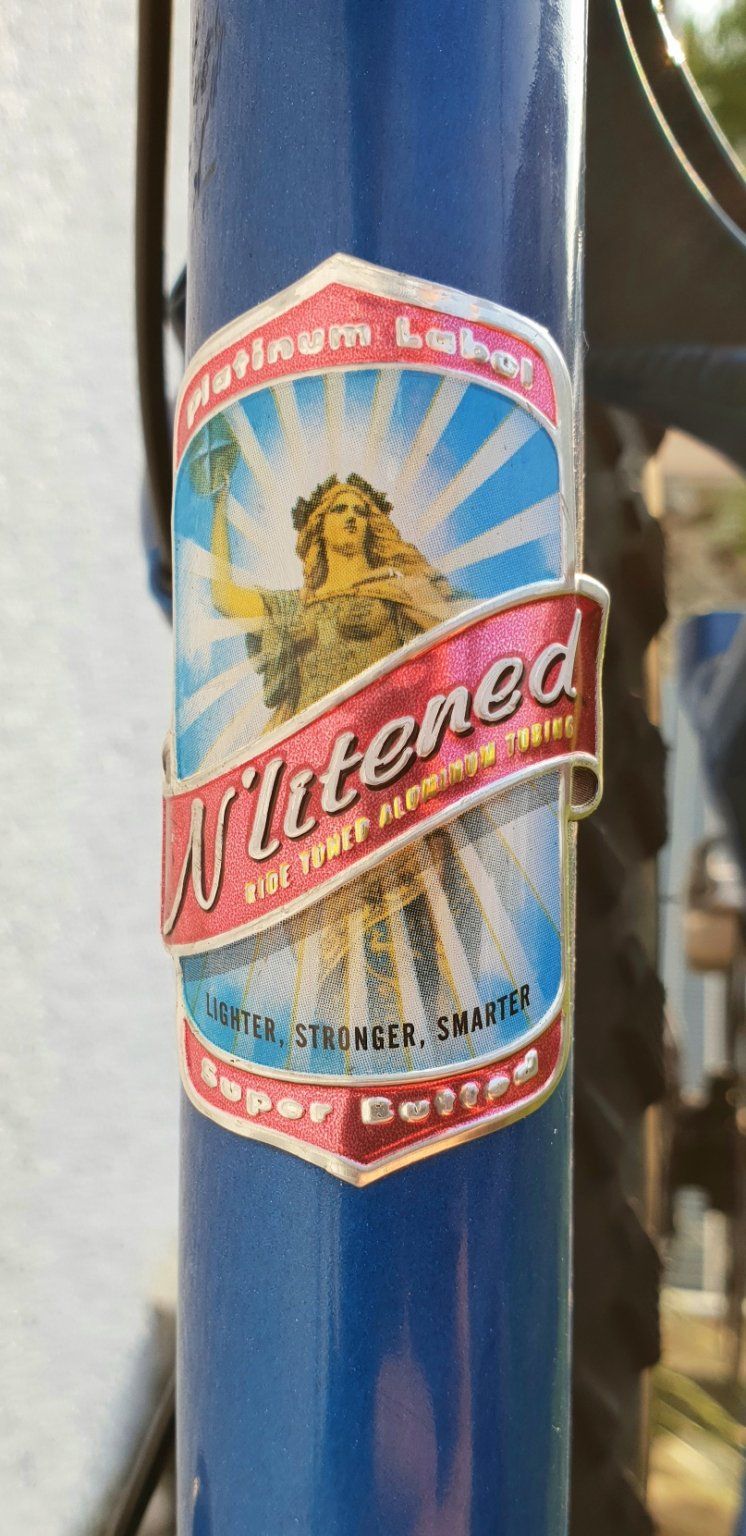 Platinum Label
N'litened
RIDE TUNED ALUMINUM TUBING
LIGHTER, STRONGER, SMARTER
Super Butted